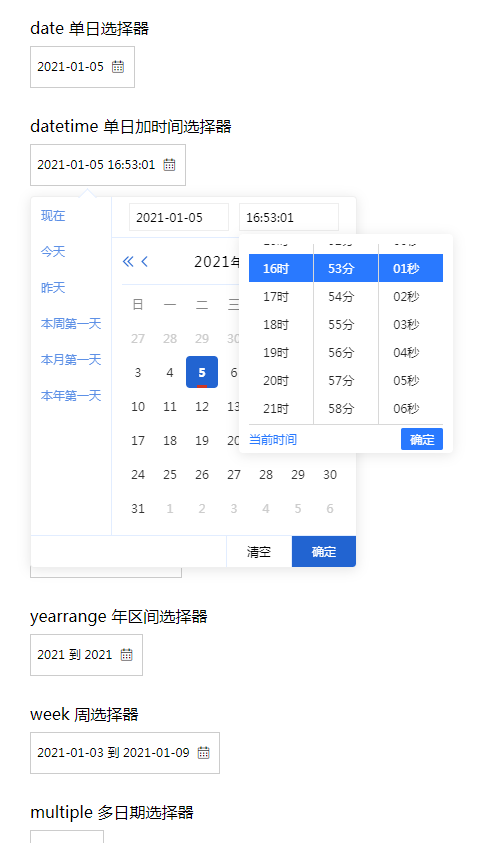 date 单日选择器
2021-01-05
datetime 单日加时间选择器
2021-01-05 16:53:01
现在
今天
昨天
本周第一天
本月第一天
本年第一天
2021-01-05
16:53:01
2021年
日 一 二 三
27 28 29 30
3 4 5 6
10 11 12 13
17 18 19 20
24 25 26 27 28 29 30
31 1 2 3 4 5 6
16时 53分 01秒
17时 54分 02秒
18时 55分 03秒
19时 56分 04秒
20时 57分 05秒
21时 58分 06秒
当前时间 确定
清空 确定
yearrange 年区间选择器
2021 到 2021
week 周选择器
2021-01-03 到 2021-01-09
multiple 多日期选择器